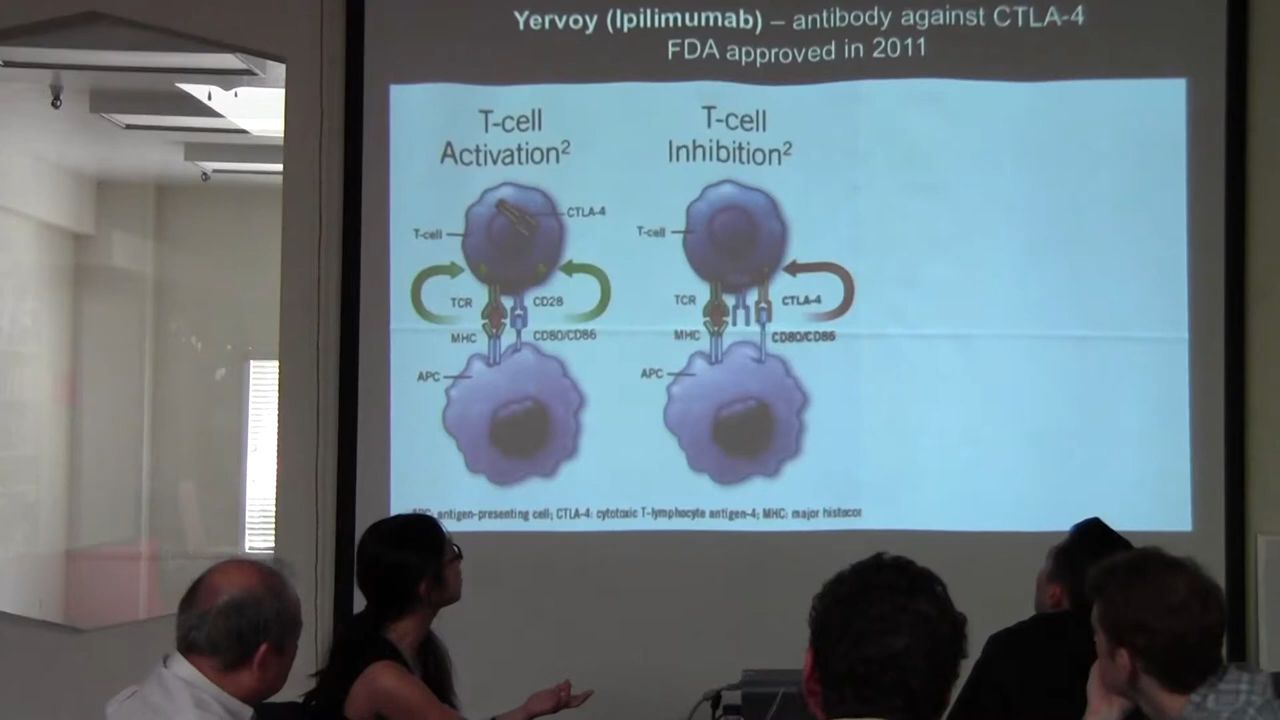 Yervoy (Ipilimumab) – antibody against CTLA-4
FDA approved in 2011
T-cell
Activation²
T-cell
Inhibition²
CTLA-4
T-cell
T-cell
TCR
CD28
TCR
CTLA-4
MHC
CD80/CD86
MHC
CD80/CD86
APC
APC
APC: antigen-presenting cell; CTLA-4: cytotoxic T-lymphocyte antigen-4; MHC: major histocor